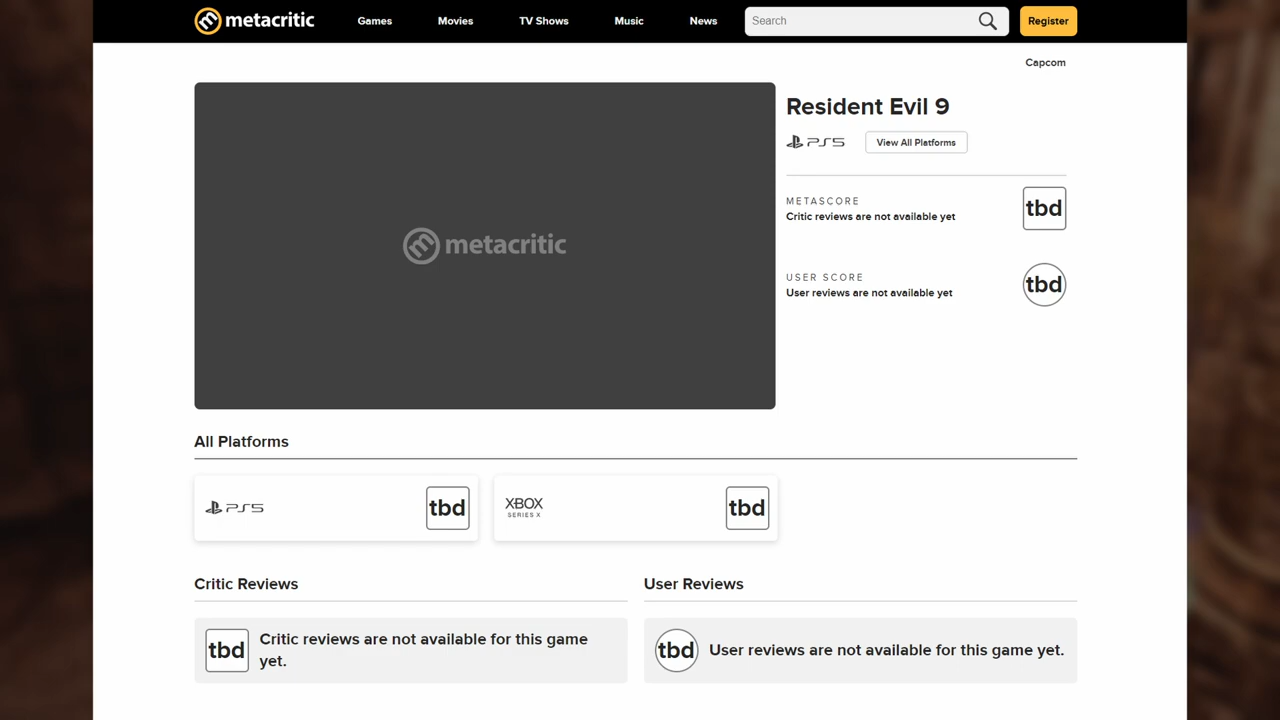 metacritic
Games
Movies
TV Shows
Music
News
Search
Register
Capcom
metacritic
Resident Evil 9
PS5
View All Platforms
METASCORE
Critic reviews are not available yet
tbd
USER SCORE
User reviews are not available yet
tbd
All Platforms
PS5
tbd
XBOX
SERIES X
tbd
Critic Reviews
tbd
Critic reviews are not available for this game
yet.
User Reviews
tbd
User reviews are not available for this game yet.